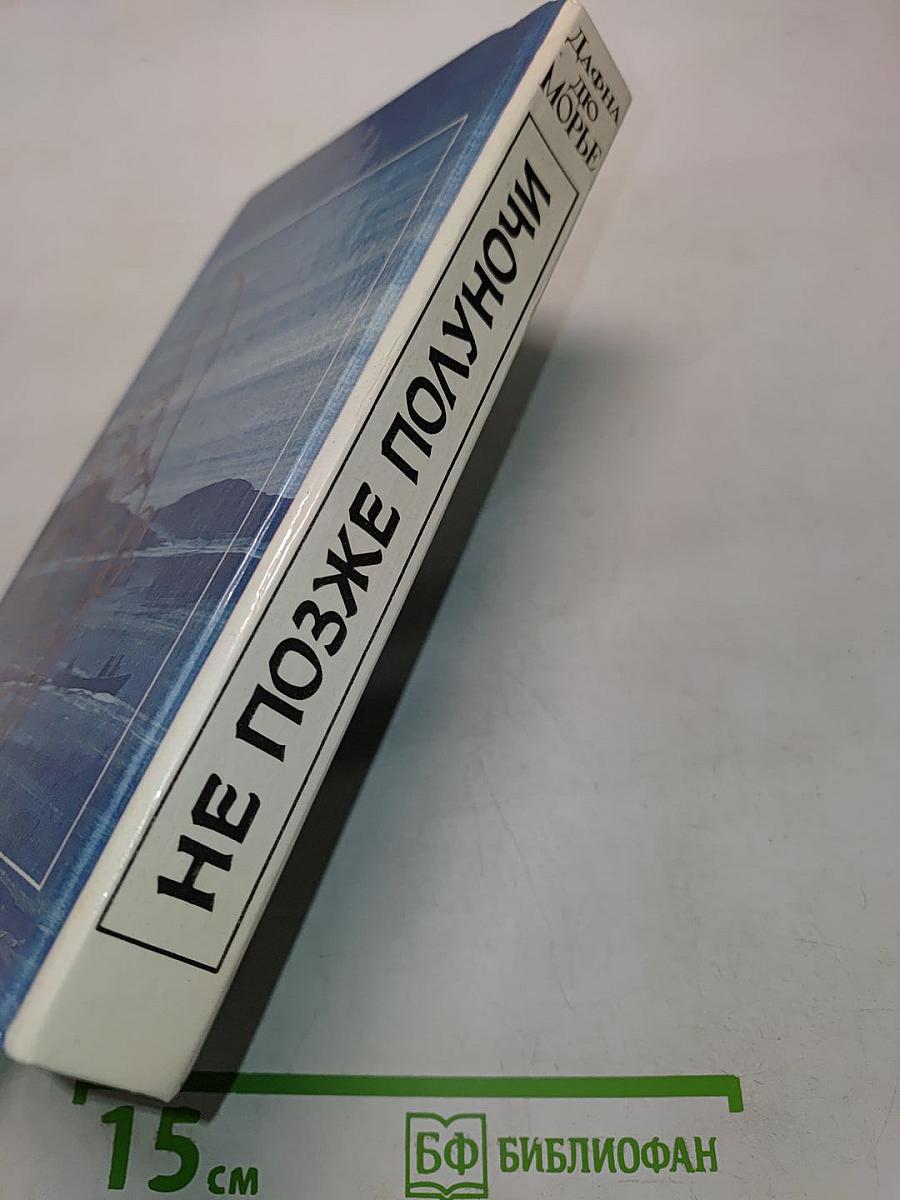 ДАФНА
ДЮ
МОРЬЕ
НЕ ПОЗЖЕ ПОЛУНОЧИ
15 см
БФ БИБЛИОФАН